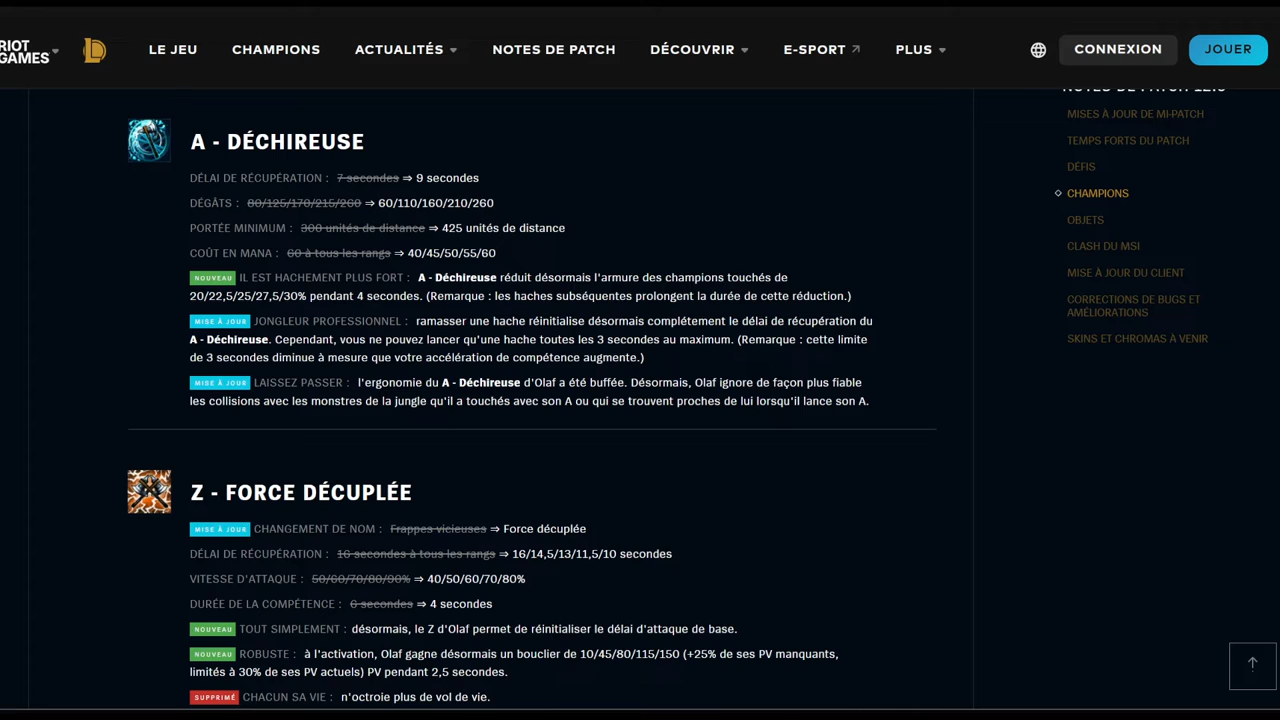 RIOT GAMES
LE JEU
CHAMPIONS
ACTUALITÉS
NOTES DE PATCH
DÉCOUVRIR
E-SPORT
PLUS
CONNEXION
JOUER
A - DÉCHIREUSE
DÉLAI DE RÉCUPÉRATION : 7 secondes ⇒ 9 secondes
DÉGÂTS : 80/125/170/215/260 ⇒ 60/110/160/210/260
PORTÉE MINIMUM : 300 unités de distance ⇒ 425 unités de distance
COÛT EN MANA : 60 à tous les rangs ⇒ 40/45/50/55/60
NOUVEAU IL EST HACHEMENT PLUS FORT : A - Déchireuse réduit désormais l'armure des champions touchés de
20/22,5/25/27,5/30% pendant 4 secondes. (Remarque : les haches subséquentes prolongent la durée de cette réduction.)
MISE À JOUR JONGLEUR PROFESSIONNEL : ramasser une hache réinitialise désormais complétement le délai de récupération du
A - Déchireuse. Cependant, vous ne pouvez lancer qu'une hache toutes les 3 secondes au maximum. (Remarque : cette limite
de 3 secondes diminue à mesure que votre accélération de compétence augmente.)
MISE À JOUR LAISSEZ PASSER : l'ergonomie du A - Déchireuse d'Olaf a été buffée. Désormais, Olaf ignore de façon plus fiable
les collisions avec les monstres de la jungle qu'il a touchés avec son A ou qui se trouvent proches de lui lorsqu'il lance son A.
Z - FORCE DÉCUPLÉE
MISE À JOUR CHANGEMENT DE NOM : Frappes vicieuses ⇒ Force décuplée
DÉLAI DE RÉCUPÉRATION : 16 secondes à tous les rangs ⇒ 16/14,5/13/11,5/10 secondes
VITESSE D'ATTAQUE : 50/60/70/80/90% ⇒ 40/50/60/70/80%
DURÉE DE LA COMPÉTENCE : 6 secondes ⇒ 4 secondes
NOUVEAU TOUT SIMPLEMENT : désormais, le Z d'Olaf permet de réinitialiser le délai d'attaque de base.
NOUVEAU ROBUSTE : à l'activation, Olaf gagne désormais un bouclier de 10/45/80/115/150 (+25% de ses PV manquants,
limités à 30% de ses PV actuels) PV pendant 2,5 secondes.
SUPPRIMÉ CHACUN SA VIE : n'octroie plus de vol de vie.
NOTES DE PATCH 12.9
MISES À JOUR DE MI-PATCH
TEMPS FORTS DU PATCH
DÉFIS
CHAMPIONS
OBJETS
CLASH DU MSI
MISE À JOUR DU CLIENT
CORRECTIONS DE BUGS ET
AMÉLIORATIONS
SKINS ET CHROMAS À VENIR